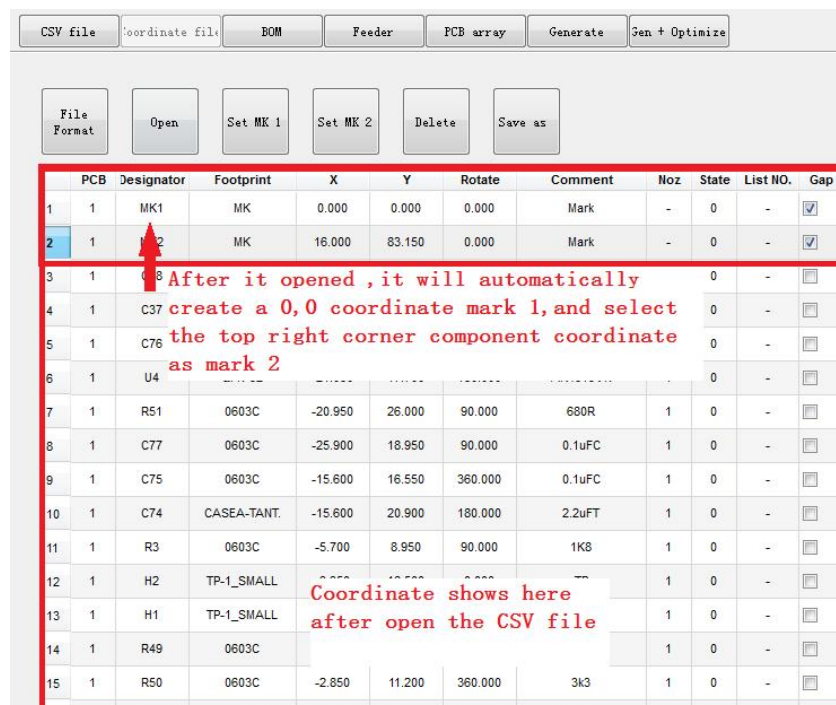 CSV file oordinate file BOM Feeder PCB array Generate Gen + Optimize
File Format Open Set MK 1 Set MK 2 Delete Save as
PCB Designator Footprint X Y Rotate Comment Noz State List NO. Gap
1 1 MK1 MK 0.000 0.000 0.000 Mark - 0 -
2 1 MK 16.000 83.150 0.000 Mark - 0 -
3 1 0 -
After it opened ,it will automatically
4 1 C37 0 -
create a 0,0 coordinate mark 1,and select
5 1 C76 0 -
the top right corner component coordinate
as mark 2
6 1 U4 0 -
7 1 R51 0603C -20.950 26.000 90.000 680R 1 0 -
8 1 C77 0603C -25.900 18.950 90.000 0.1uFC 1 0 -
9 1 C75 0603C -15.600 16.550 360.000 0.1uFC 1 0 -
10 1 C74 CASEA-TANT. -15.600 20.900 180.000 2.2uFT 1 0 -
11 1 R3 0603C -5.700 8.950 90.000 1K8 1 0 -
12 1 H2 TP-1_SMALL 1 0 -
Coordinate shows here
13 1 H1 TP-1_SMALL 1 0 -
after open the CSV file
14 1 R49 0603C 1 0 -
15 1 R50 0603C -2.850 11.200 360.000 3k3 1 0 -